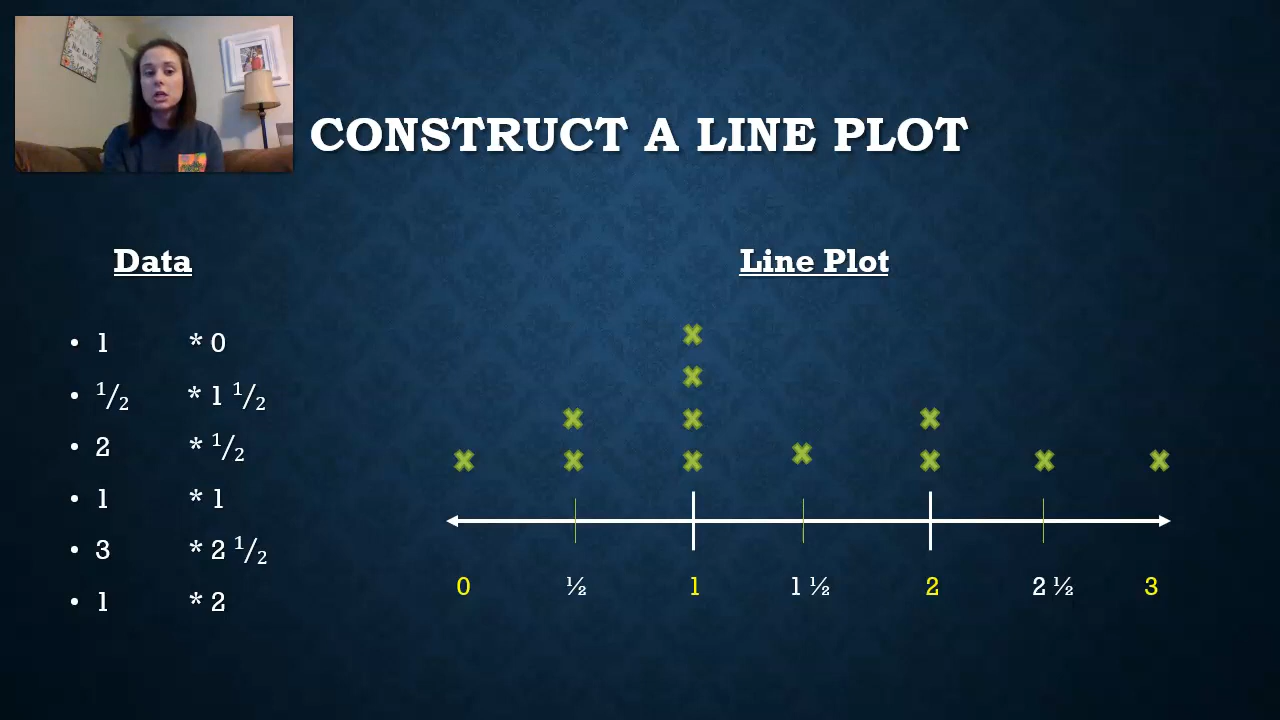 CONSTRUCT A LINE PLOT
Data
Line Plot
• 1 * 0
• 1/2 * 1 1/2
• 2 * 1/2
• 1 * 1
• 3 * 2 1/2
• 1 * 2
0 ½ 1 1 ½ 2 2 ½ 3